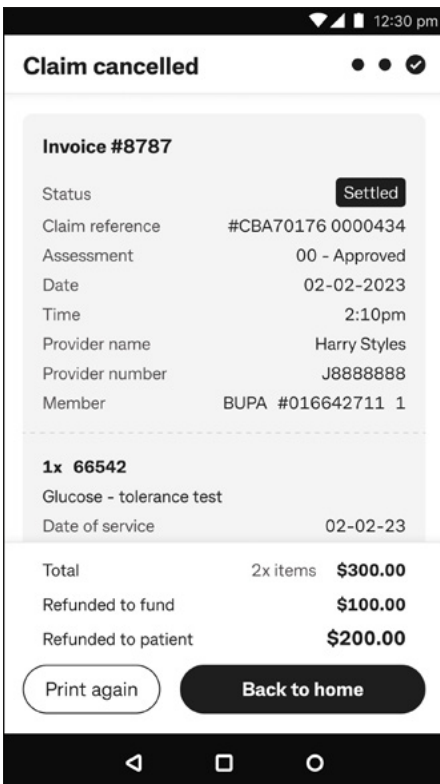 12:30 pm
Claim cancelled
Invoice #8787
Status Settled
Claim reference #CBA70176 0000434
Assessment 00 - Approved
Date 02-02-2023
Time 2:10pm
Provider name Harry Styles
Provider number J8888888
Member BUPA #016642711 1
1x 66542
Glucose - tolerance test
Date of service 02-02-23
Total 2x items $300.00
Refunded to fund $100.00
Refunded to patient $200.00
Print again Back to home